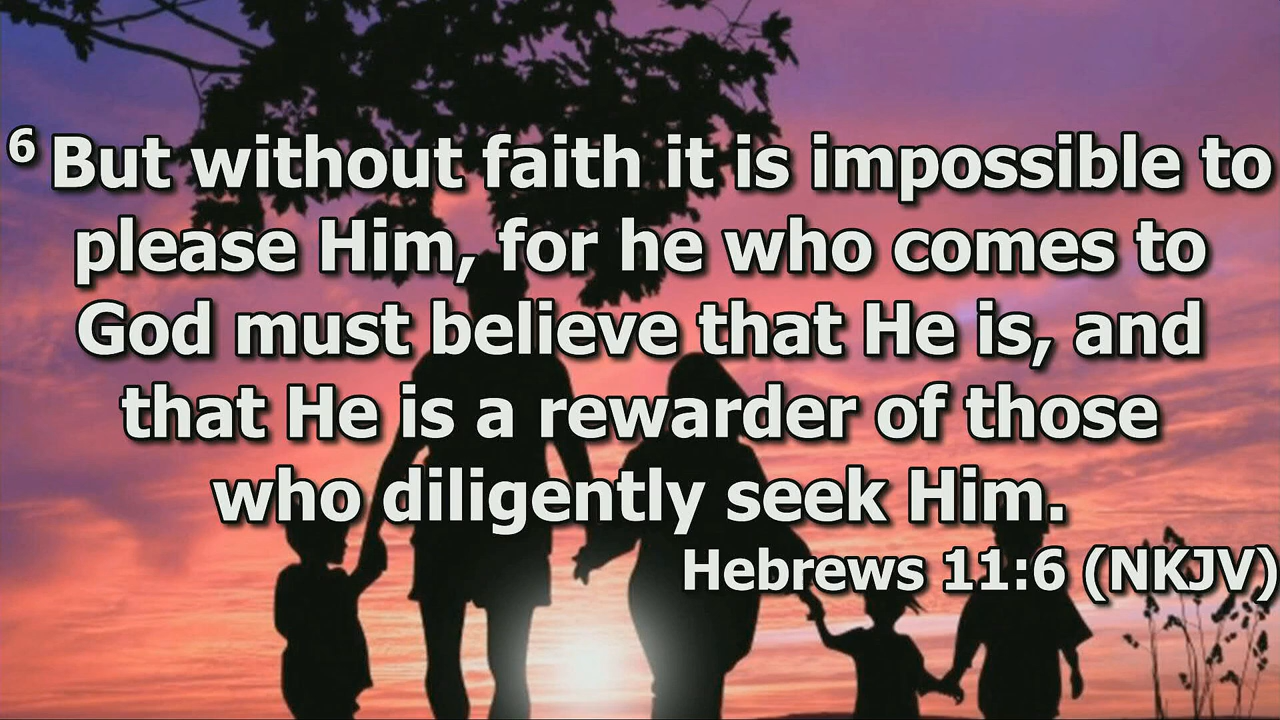 6 But without faith it is impossible to
please Him, for he who comes to
God must believe that He is, and
that He is a rewarder of those
who diligently seek Him.
Hebrews 11:6 (NKJV)